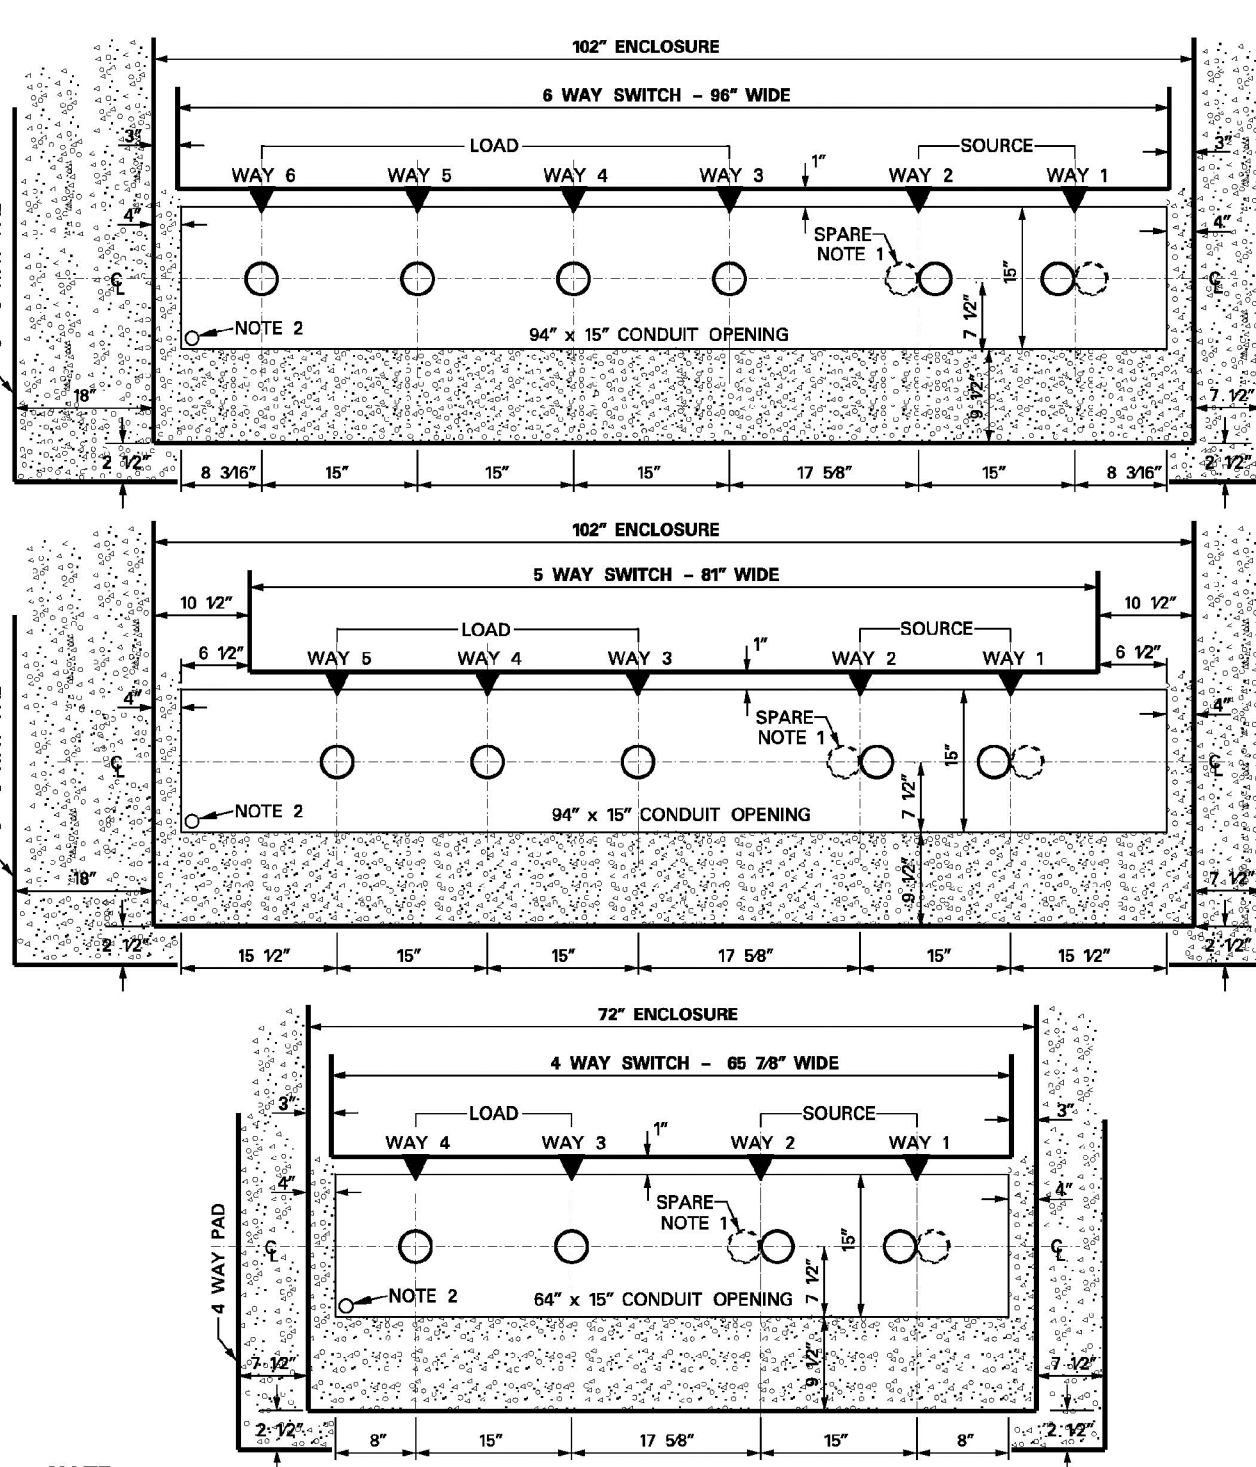 102" ENCLOSURE
6 WAY SWITCH - 96" WIDE
3" LOAD SOURCE 3"
WAY 6 WAY 5 WAY 4 WAY 3 1" WAY 2 WAY 1
4" SPARE 4"
NOTE 1
15"
℄ ℄
7 1/2"
NOTE 2 94" x 15" CONDUIT OPENING
18" 9 1/2" 7 1/2"
2 1/2" 2 1/2"
8 3/16" 15" 15" 15" 17 5/8" 15" 8 3/16"
102" ENCLOSURE
5 WAY SWITCH - 81" WIDE
10 1/2" 10 1/2"
LOAD SOURCE
6 1/2" WAY 5 WAY 4 WAY 3 1" WAY 2 WAY 1 6 1/2"
4" 4"
SPARE
NOTE 1
15"
℄ ℄
7 1/2"
NOTE 2 94" x 15" CONDUIT OPENING
18" 9 1/2" 7 1/2"
2 1/2" 2 1/2"
15 1/2" 15" 15" 17 5/8" 15" 15 1/2"
72" ENCLOSURE
4 WAY SWITCH - 65 7/8" WIDE
3" LOAD SOURCE 3"
WAY 4 WAY 3 1" WAY 2 WAY 1
4" 4"
SPARE
NOTE 1
15"
℄ ℄
4 WAY PAD
7 1/2"
NOTE 2 64" x 15" CONDUIT OPENING
7 1/2" 9 1/2" 7 1/2"
2 1/2" 2 1/2"
8" 15" 17 5/8" 15" 8"